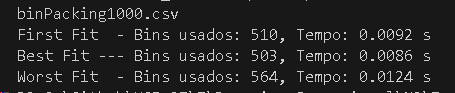 binPacking1000.csv
First Fit  - Bins usados: 510, Tempo: 0.0092 s
Best Fit --- Bins usados: 503, Tempo: 0.0086 s
Worst Fit  - Bins usados: 564, Tempo: 0.0124 s